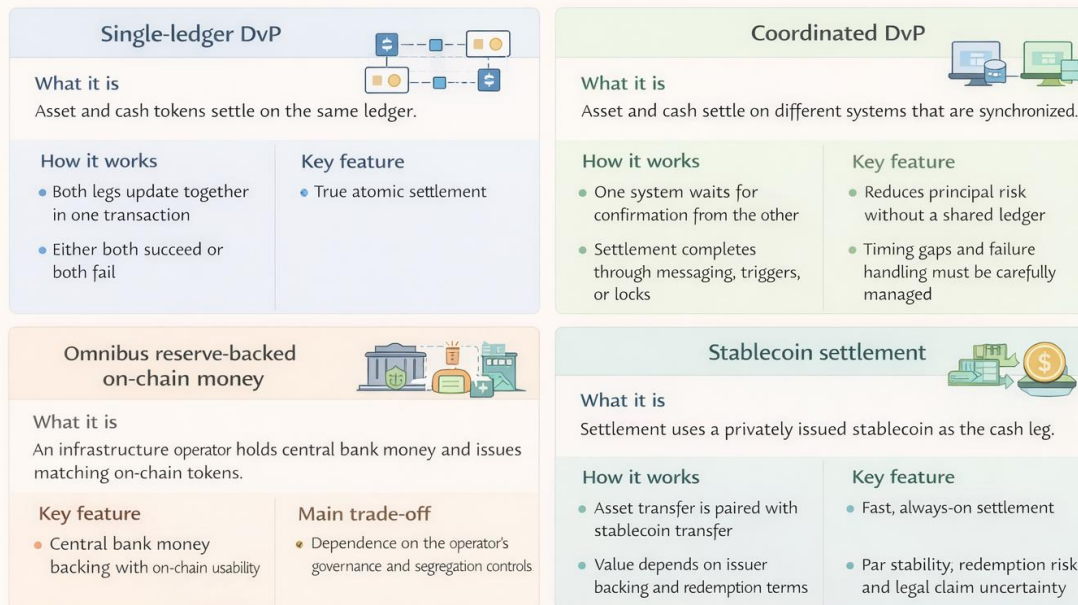 Single-ledger DvP
What it is
Asset and cash tokens settle on the same ledger.
How it works
Both legs update together
in one transaction
Either both succeed or
both fail
Key feature
True atomic settlement
Coordinated DvP
What it is
Asset and cash settle on different systems that are synchronized.
How it works
One system waits for
confirmation from the other
Settlement completes
through messaging, triggers,
or locks
Key feature
Reduces principal risk
without a shared ledger
Timing gaps and failure
handling must be carefully
managed
Omnibus reserve-backed
on-chain money
What it is
An infrastructure operator holds central bank money and issues
matching on-chain tokens.
Key feature
Central bank money
backing with on-chain usability
Main trade-off
Dependence on the operator's
governance and segregation controls
Stablecoin settlement
What it is
Settlement uses a privately issued stablecoin as the cash leg.
How it works
Asset transfer is paired with
stablecoin transfer
Value depends on issuer
backing and redemption terms
Key feature
Fast, always-on settlement
Par stability, redemption risk
and legal claim uncertainty